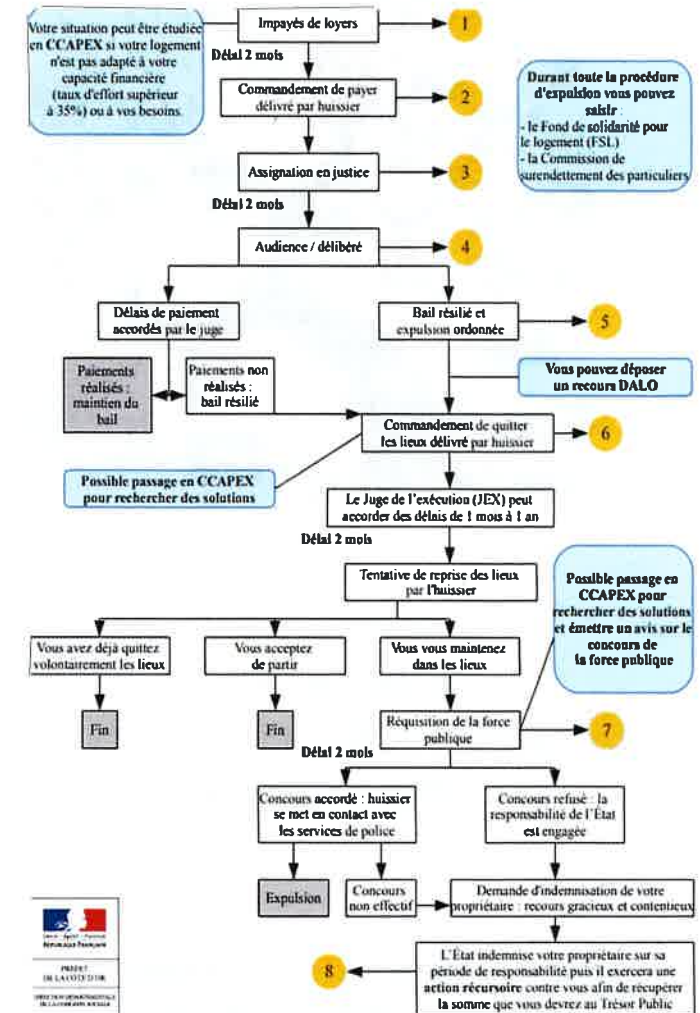 Votre situation peut être étudiée
en CCAPEX si votre logement
n'est pas adapté à votre
capacité financière
(taux d'effort supérieur
à 35%) ou à vos besoins.
Impayés de loyers
1
Délai 2 mois
Commandement de payer
délivré par huissier
2
Durant toute la procédure
d'expulsion vous pouvez
saisir :
- le Fond de solidarité pour
le logement (FSL)
- la Commission de
surendettement des particuliers
Assignation en justice
3
Délai 2 mois
Audience / délibéré
4
Délais de paiement
accordés par le juge
Bail résilié et
expulsion ordonnée
5
Paiements
réalisés :
maintien du
bail
Paiements non
réalisés :
bail résilié
Vous pouvez déposer
un recours DALO
Commandement de quitter
les lieux délivré par huissier
6
Possible passage en CCAPEX
pour rechercher des solutions
Le Juge de l'exécution (JEX) peut
accorder des délais de 1 mois à 1 an
Délai 2 mois
Tentative de reprise des lieux
par l'huissier
Possible passage en
CCAPEX pour
rechercher des solutions
et émettre un avis sur le
concours de
la force publique
Vous avez déjà quittez
volontairement les lieux
Vous acceptez
de partir
Vous vous maintenez
dans les lieux
Fin
Fin
Réquisition de la force
publique
7
Délai 2 mois
Concours accordé : huissier
se met en contact avec
les services de police
Concours refusé : la
responsabilité de l'État
est engagée
Expulsion
Concours
non effectif
Demande d'indemnisation de votre
propriétaire : recours gracieux et contentieux
8
L'État indemnise votre propriétaire sur sa
période de responsabilité puis il exercera une
action récursoire contre vous afin de récupérer
la somme que vous devrez au Trésor Public
RÉPUBLIQUE FRANÇAISE
PRÉFET
DE LA CÔTE D'OR